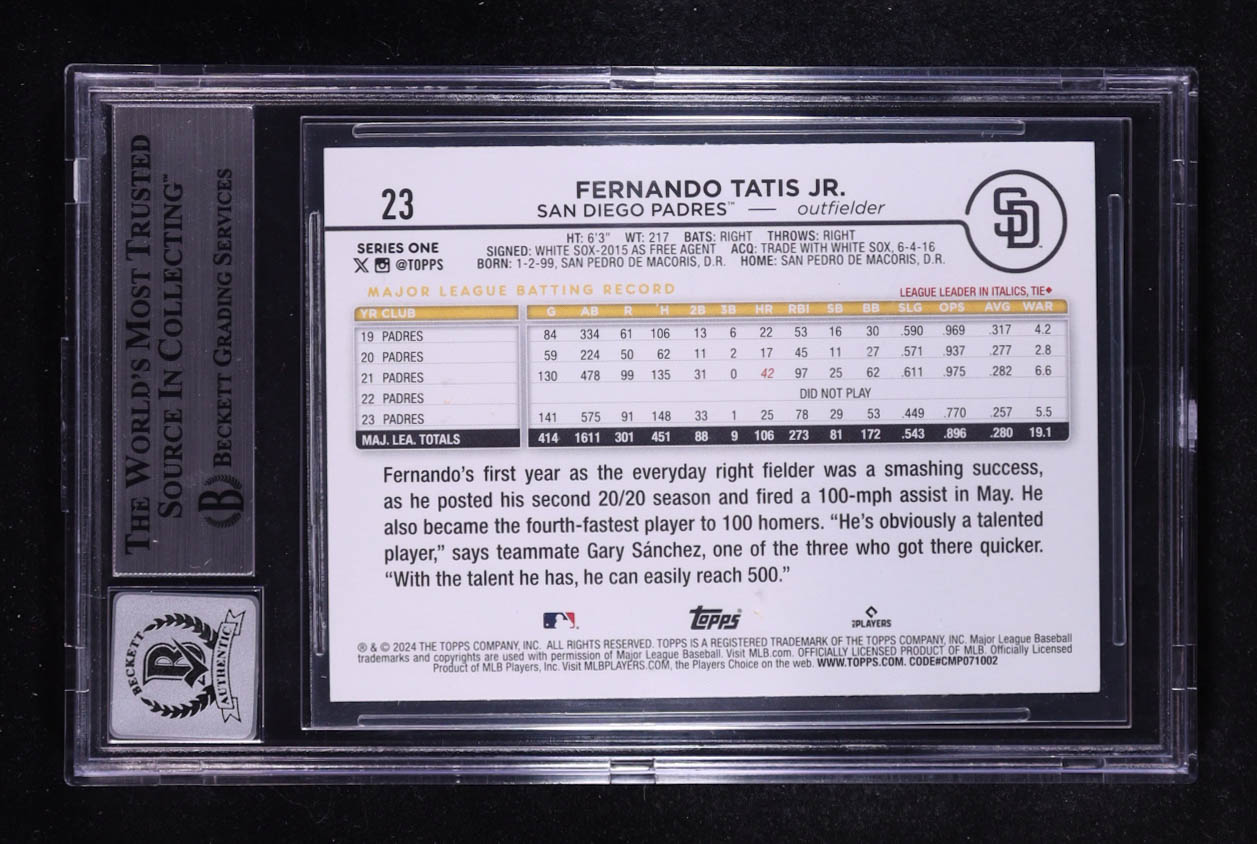 THE WORLD'S MOST TRUSTED
SOURCE IN COLLECTING™
B BECKETT GRADING SERVICES
BECKETT
B
AUTHENTIC
23
FERNANDO TATIS JR.
SAN DIEGO PADRES™ — outfielder
SD
SERIES ONE
X @TOPPS
HT: 6'3" WT: 217 BATS: RIGHT THROWS: RIGHT
SIGNED: WHITE SOX-2015 AS FREE AGENT ACQ: TRADE WITH WHITE SOX, 6-4-16
BORN: 1-2-99, SAN PEDRO DE MACORIS, D.R. HOME: SAN PEDRO DE MACORIS, D.R.
MAJOR LEAGUE BATTING RECORD
LEAGUE LEADER IN ITALICS, TIE♦
YR CLUB G AB R H 2B 3B HR RBI SB BB SLG OPS AVG WAR
19 PADRES 84 334 61 106 13 6 22 53 16 30 .590 .969 .317 4.2
20 PADRES 59 224 50 62 11 2 17 45 11 27 .571 .937 .277 2.8
21 PADRES 130 478 99 135 31 0 42 97 25 62 .611 .975 .282 6.6
22 PADRES DID NOT PLAY
23 PADRES 141 575 91 148 33 1 25 78 29 53 .449 .770 .257 5.5
MAJ. LEA. TOTALS 414 1611 301 451 88 9 106 273 81 172 .543 .896 .280 19.1
Fernando's first year as the everyday right fielder was a smashing success,
as he posted his second 20/20 season and fired a 100-mph assist in May. He
also became the fourth-fastest player to 100 homers. “He's obviously a talented
player,” says teammate Gary Sánchez, one of the three who got there quicker.
“With the talent he has, he can easily reach 500.”
Topps
PLAYERS
® & © 2024 THE TOPPS COMPANY, INC. ALL RIGHTS RESERVED. TOPPS IS A REGISTERED TRADEMARK OF THE TOPPS COMPANY, INC. Major League Baseball
trademarks and copyrights are used with permission of Major League Baseball. Visit MLB.com. OFFICIALLY LICENSED PRODUCT OF MLB. Officially Licensed
Product of MLB Players, Inc. Visit MLBPLAYERS.COM, the Players Choice on the web. WWW.TOPPS.COM. CODE#CMP071002